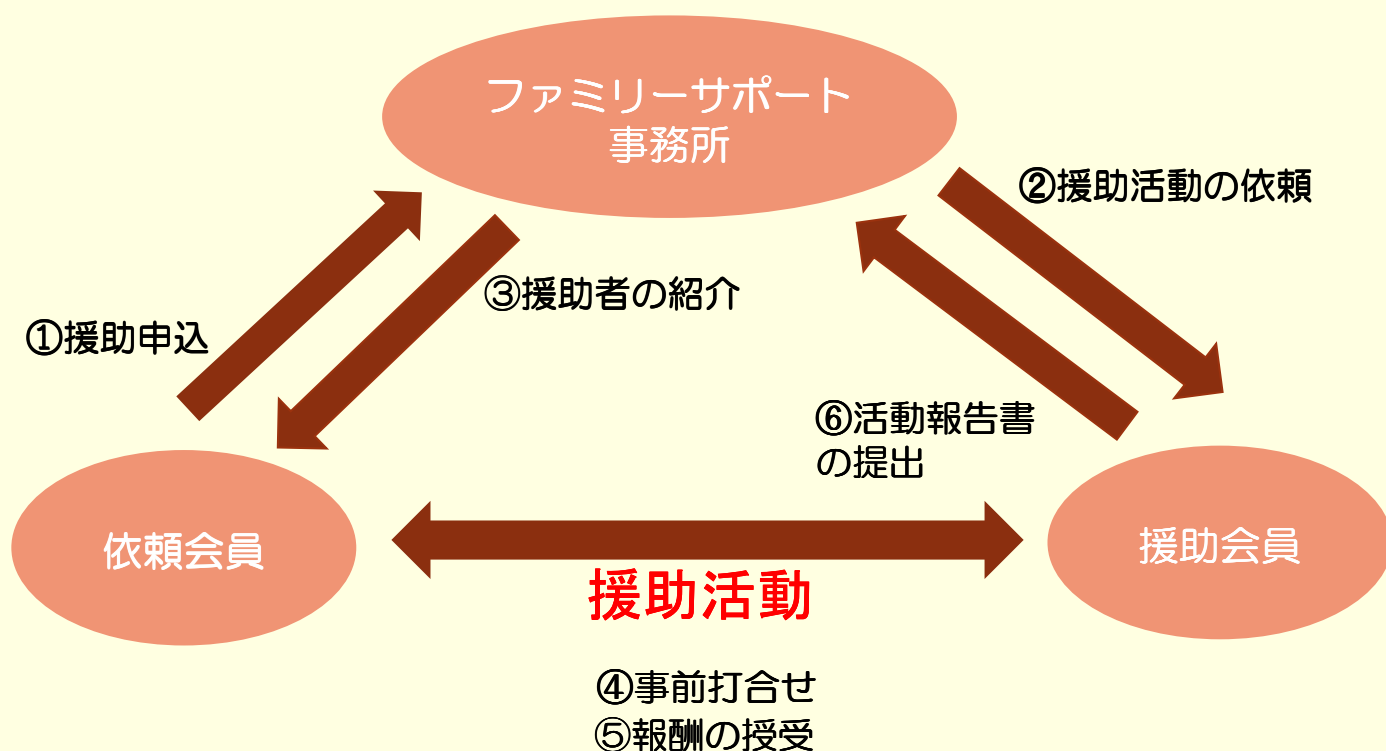 ファミリーサポート
事務所
②援助活動の依頼
③援助者の紹介
①援助申込
⑥活動報告書
の提出
依頼会員
援助会員
援助活動
④事前打合せ
⑤報酬の授受